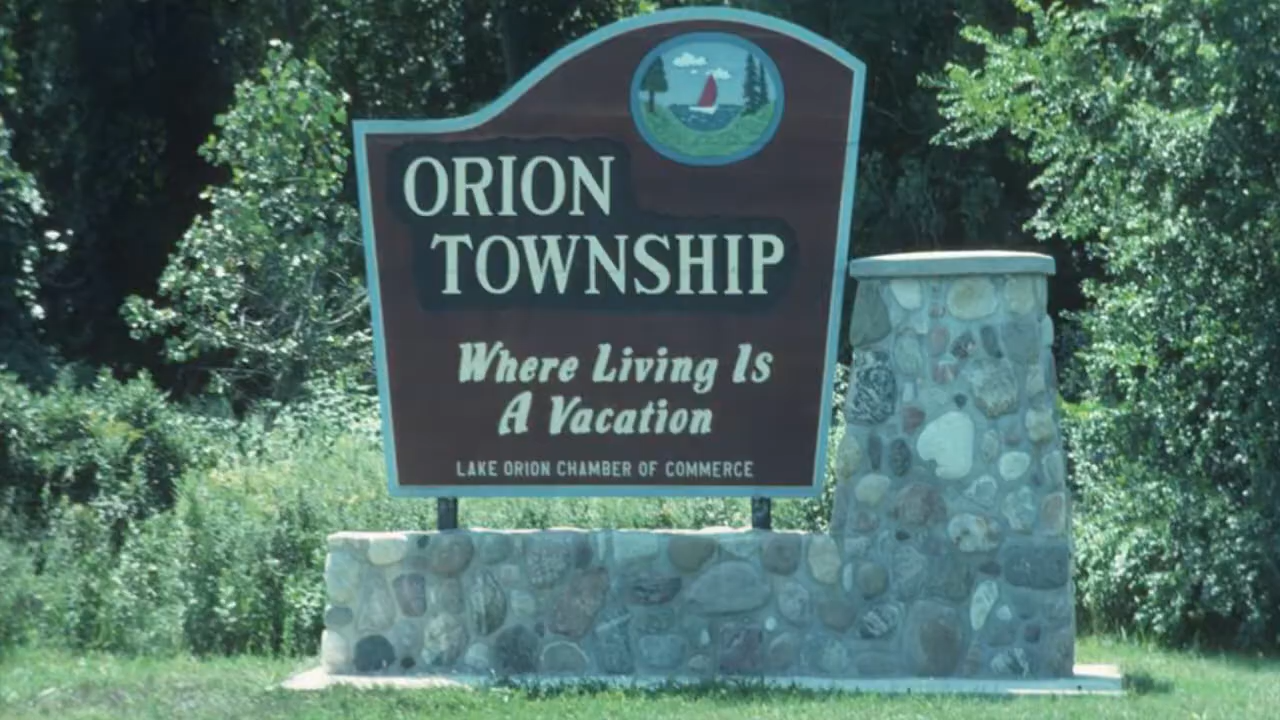 ORION
TOWNSHIP
Where Living Is
A Vacation
LAKE ORION CHAMBER OF COMMERCE